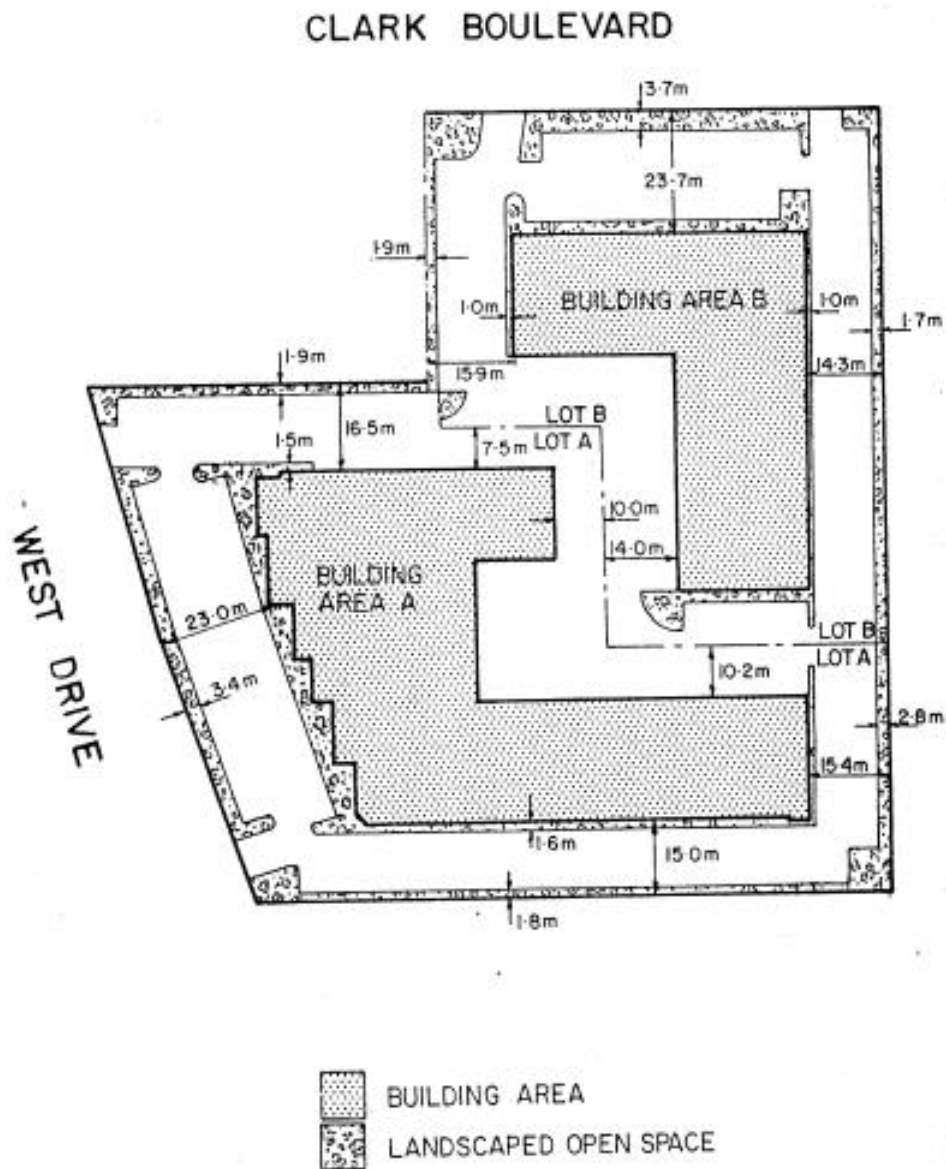 CLARK BOULEVARD
3·7m
23·7m
1·9m
1·0m
BUILDING AREA B
1·0m
1·7m
1·9m
15·9m
14·3m
16·5m
LOT B
1·5m
7·5m
LOT A
10·0m
14·0m
BUILDING
AREA A
WEST DRIVE
23·0m
LOT B
LOT A
10·2m
3·4m
2·8m
15·4m
1·6m
15·0m
1·8m
BUILDING AREA
LANDSCAPED OPEN SPACE